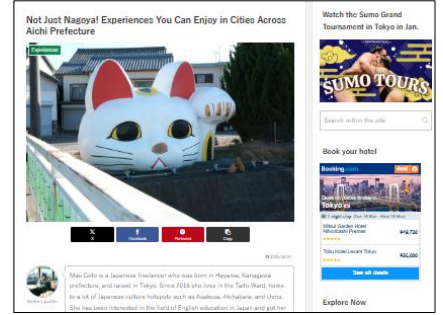 Not Just Nagoya! Experiences You Can Enjoy in Cities Across
Aichi Prefecture
Experiences
X
Facebook
Pinterest
Copy
Mao Goto is a Japanese freelancer who was born in Hayama, Kanagawa
prefecture, and raised in Tokyo. Since 2016 she lives in the Taito Ward, home
to a lot of Japanese culture hotspots such as Asakusa, Akihabara, and Ueno.
She has been interested in the field of English education in Japan and got her
Watch the Sumo Grand
Tournament in Tokyo in Jan.
SUMO TOURS
Search within the site
Book your hotel
Booking.com
Tokyo
Mitsui Garden Hotel
Nihonbashi Premier
Tobu Hotel Levant Tokyo
See all deals
Explore Now